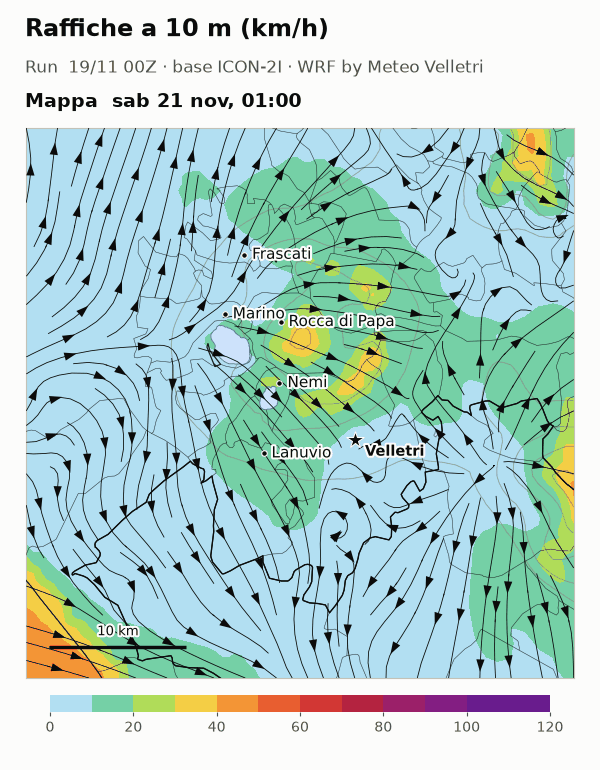 Raffiche a 10 m (km/h)
Run  19/11 00Z · base ICON-2I · WRF by Meteo Velletri
Mappa  sab 21 nov, 01:00
Frascati
Marino
Rocca di Papa
Nemi
Velletri
Lanuvio
10 km
0 20 40 60 80 100 120